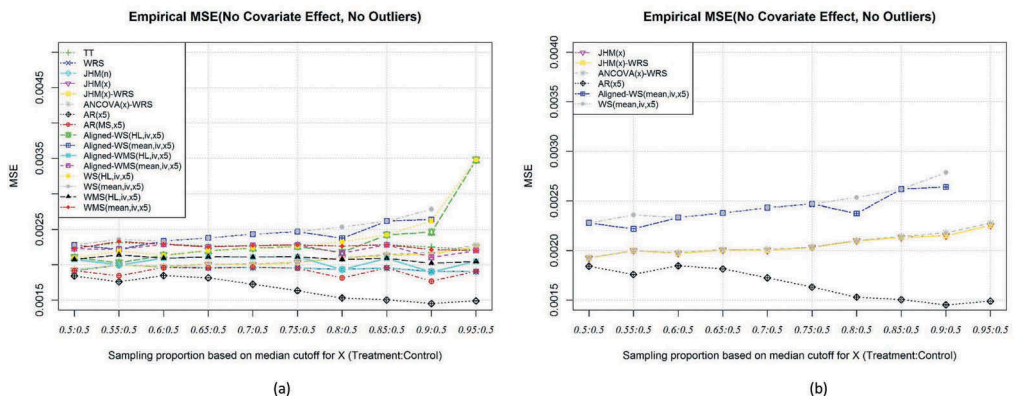 Empirical MSE(No Covariate Effect, No Outliers)
MSE
0.0045
0.0035
0.0025
0.0015
TT
WRS
JHM(n)
JHM(x)
JHM(x)-WRS
ANCOVA(x)-WRS
AR(x5)
AR(MS,x5)
Aligned-WS(HL,iv,x5)
Aligned-WS(mean,iv,x5)
Aligned-WMS(HL,iv,x5)
Aligned-WMS(mean,iv,x5)
WS(HL,iv,x5)
WS(mean,iv,x5)
WMS(HL,iv,x5)
WMS(mean,iv,x5)
0.5:0.5 0.55:0.5 0.6:0.5 0.65:0.5 0.7:0.5 0.75:0.5 0.8:0.5 0.85:0.5 0.9:0.5 0.95:0.5
Sampling proportion based on median cutoff for X (Treatment:Control)
(a)
Empirical MSE(No Covariate Effect, No Outliers)
MSE
0.0040
0.0035
0.0030
0.0025
0.0020
0.0015
JHM(x)
JHM(x)-WRS
ANCOVA(x)-WRS
AR(x5)
Aligned-WS(mean,iv,x5)
WS(mean,iv,x5)
0.5:0.5 0.55:0.5 0.6:0.5 0.65:0.5 0.7:0.5 0.75:0.5 0.8:0.5 0.85:0.5 0.9:0.5 0.95:0.5
Sampling proportion based on median cutoff for X (Treatment:Control)
(b)